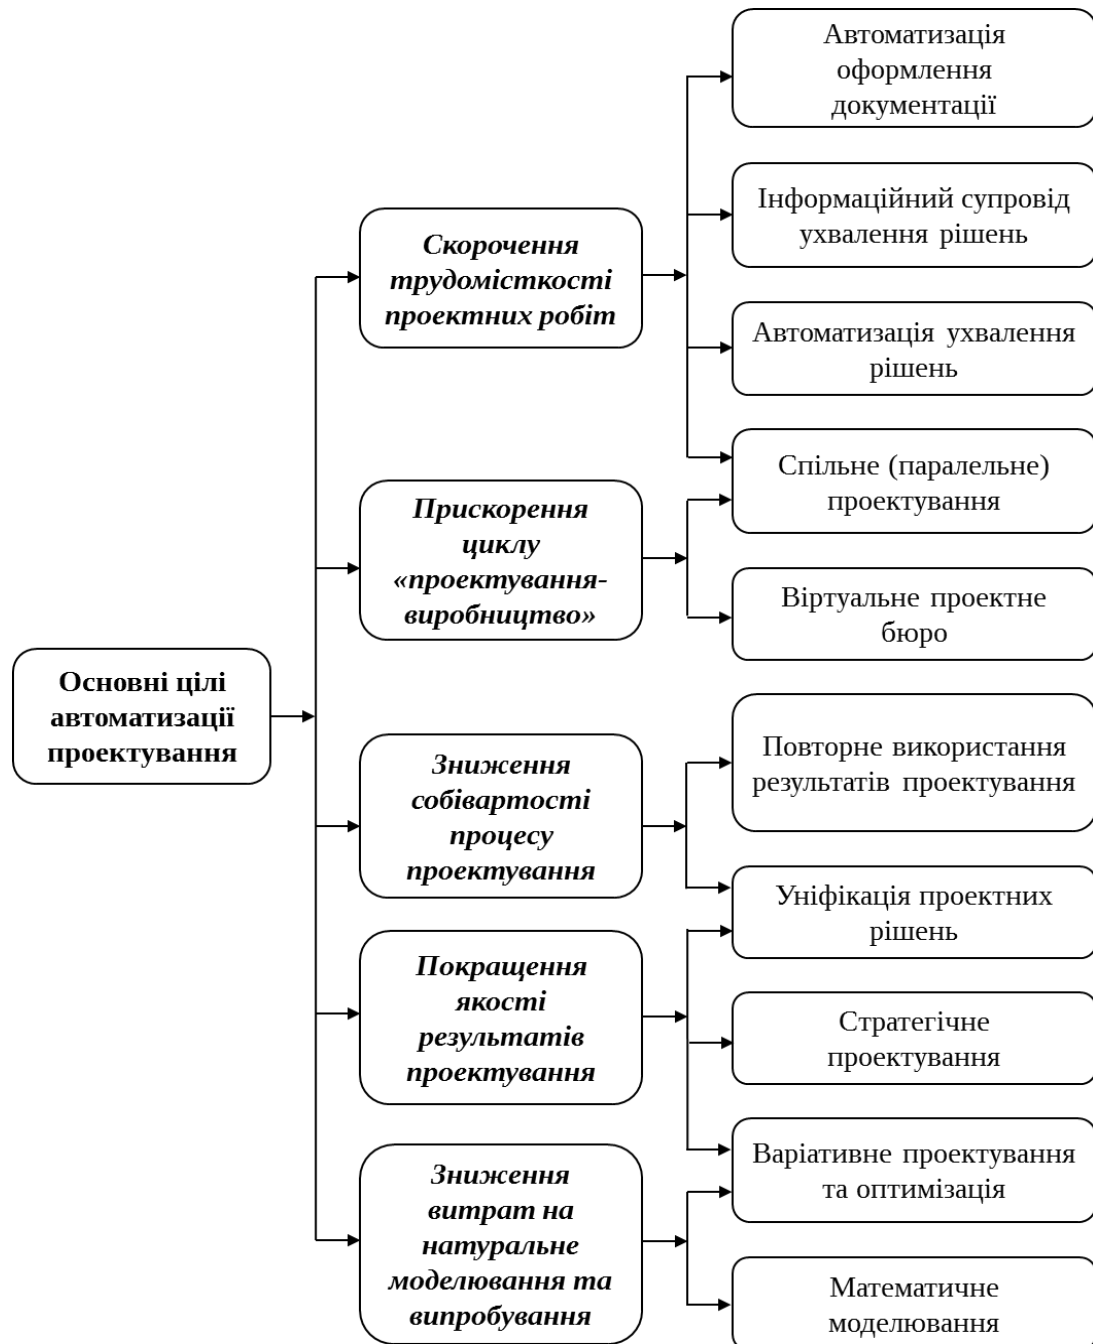 Основні цілі
автоматизації
проектування
Скорочення
трудомісткості
проектних робіт
Прискорення
циклу
«проектування-
виробництво»
Зниження
собівартості
процесу
проектування
Покращення
якості
результатів
проектування
Зниження
витрат на
натуральне
моделювання та
випробування
Автоматизація
оформлення
документації
Інформаційний супровід
ухвалення рішень
Автоматизація ухвалення
рішень
Спільне (паралельне)
проектування
Віртуальне проектне
бюро
Повторне використання
результатів проектування
Уніфікація проектних
рішень
Стратегічне
проектування
Варіативне проектування
та оптимізація
Математичне
моделювання